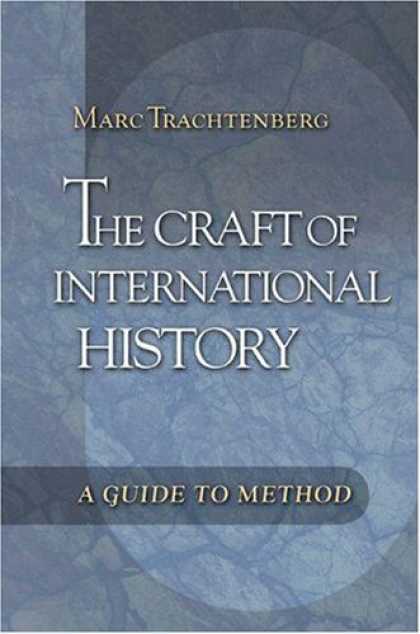 MARC TRACHTENBERG
THE CRAFT OF
INTERNATIONAL
HISTORY
A GUIDE TO METHOD